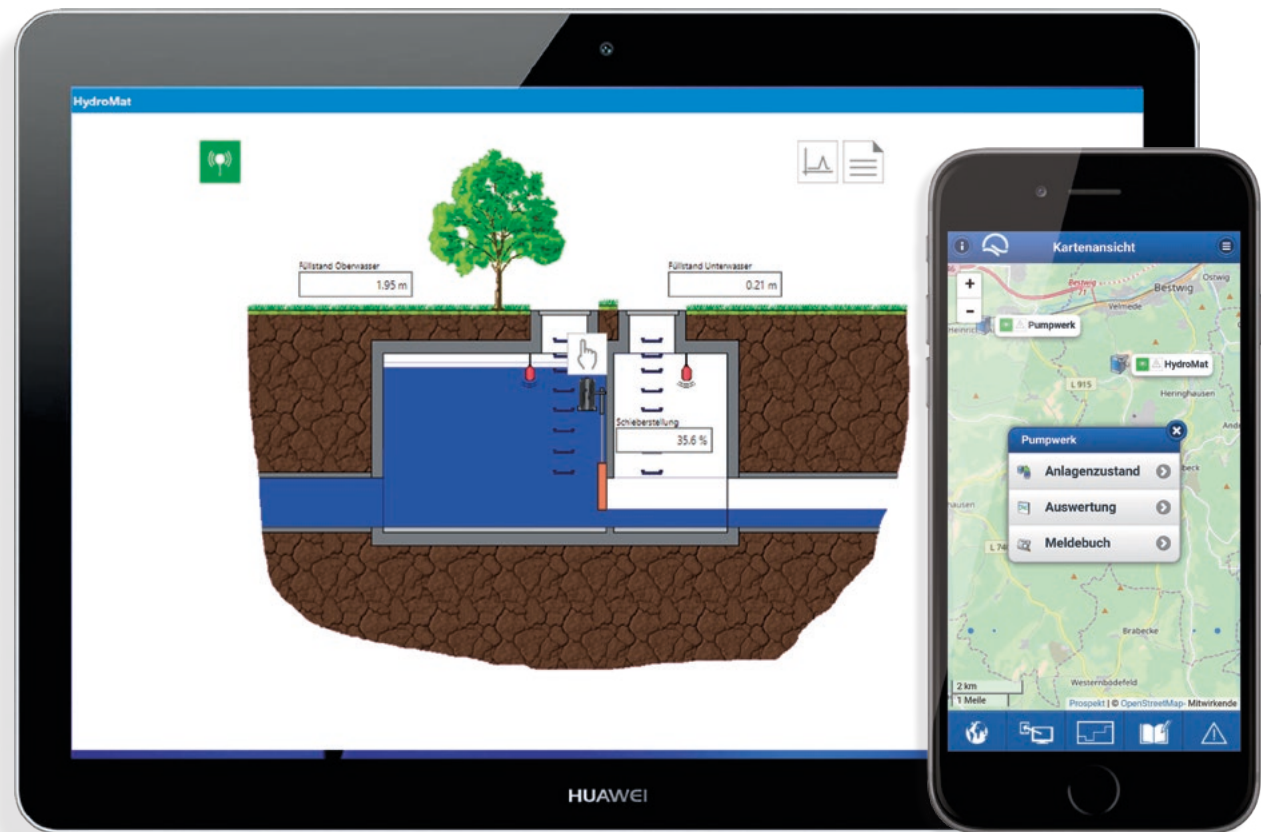 HydroMat
Füllstand Oberwasser
1.95 m
Füllstand Unterwasser
0.21 m
Schieberstellung
35.6 %
HUAWEI
Kartenansicht
+
-
Bestwig
Bestwig
Ostwig
Velmede
Pumpwerk
HydroMat
L 915
Heringhausen
Pumpwerk
Anlagenzustand
Auswertung
Meldebuch
Brabecke
Westernbödefeld
2 km
1 Meile
Prospekt | © OpenStreetMap- Mitwirkende